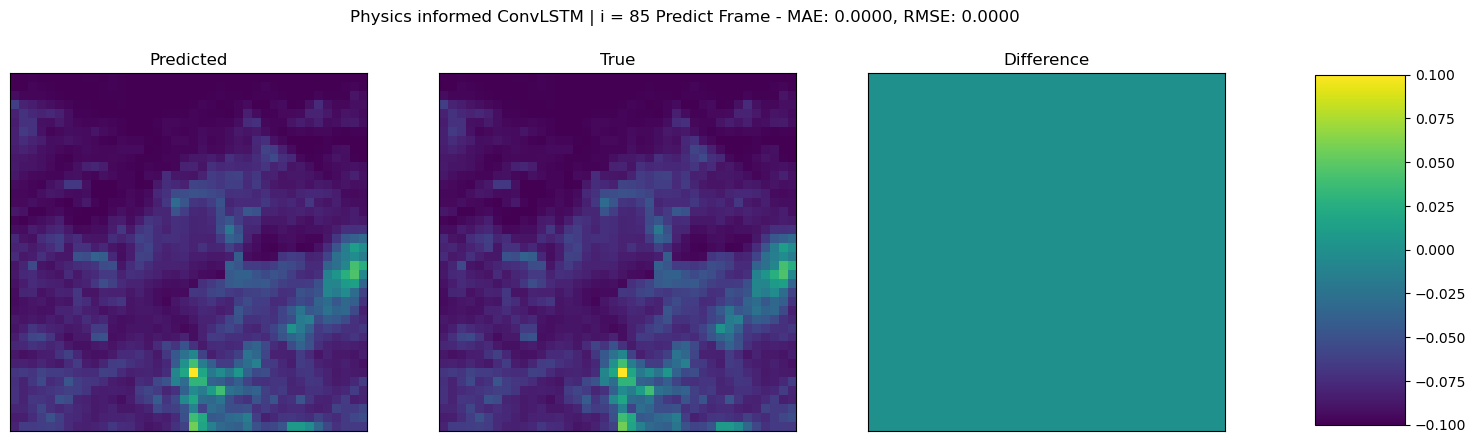 Physics informed ConvLSTM | i = 85 Predict Frame - MAE: 0.0000, RMSE: 0.0000
Predicted
True
Difference
0.100
0.075
0.050
0.025
0.000
−0.025
−0.050
−0.075
−0.100